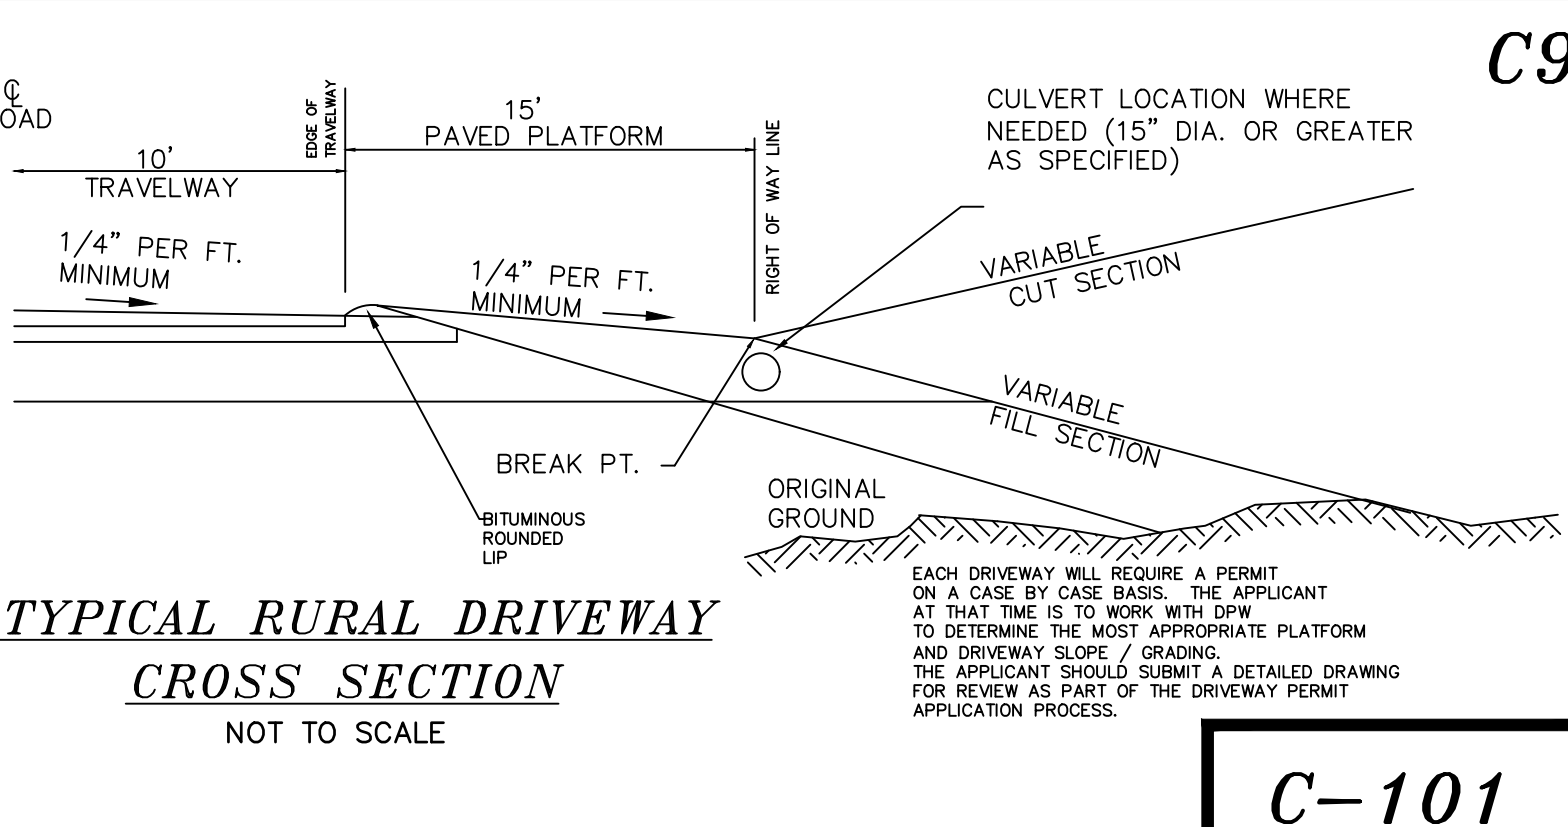 C9
℄
OAD
EDGE OF
TRAVELWAY
15’
PAVED PLATFORM
RIGHT OF WAY LINE
CULVERT LOCATION WHERE
NEEDED (15” DIA. OR GREATER
AS SPECIFIED)
10’
TRAVELWAY
1/4” PER FT.
MINIMUM
1/4” PER FT.
MINIMUM
VARIABLE
CUT SECTION
VARIABLE
FILL SECTION
BREAK PT.
ORIGINAL
GROUND
BITUMINOUS
ROUNDED
LIP
EACH DRIVEWAY WILL REQUIRE A PERMIT
ON A CASE BY CASE BASIS.  THE APPLICANT
AT THAT TIME IS TO WORK WITH DPW
TO DETERMINE THE MOST APPROPRIATE PLATFORM
AND DRIVEWAY SLOPE / GRADING.
THE APPLICANT SHOULD SUBMIT A DETAILED DRAWING
FOR REVIEW AS PART OF THE DRIVEWAY PERMIT
APPLICATION PROCESS.
TYPICAL RURAL DRIVEWAY
CROSS SECTION
NOT TO SCALE
C-101